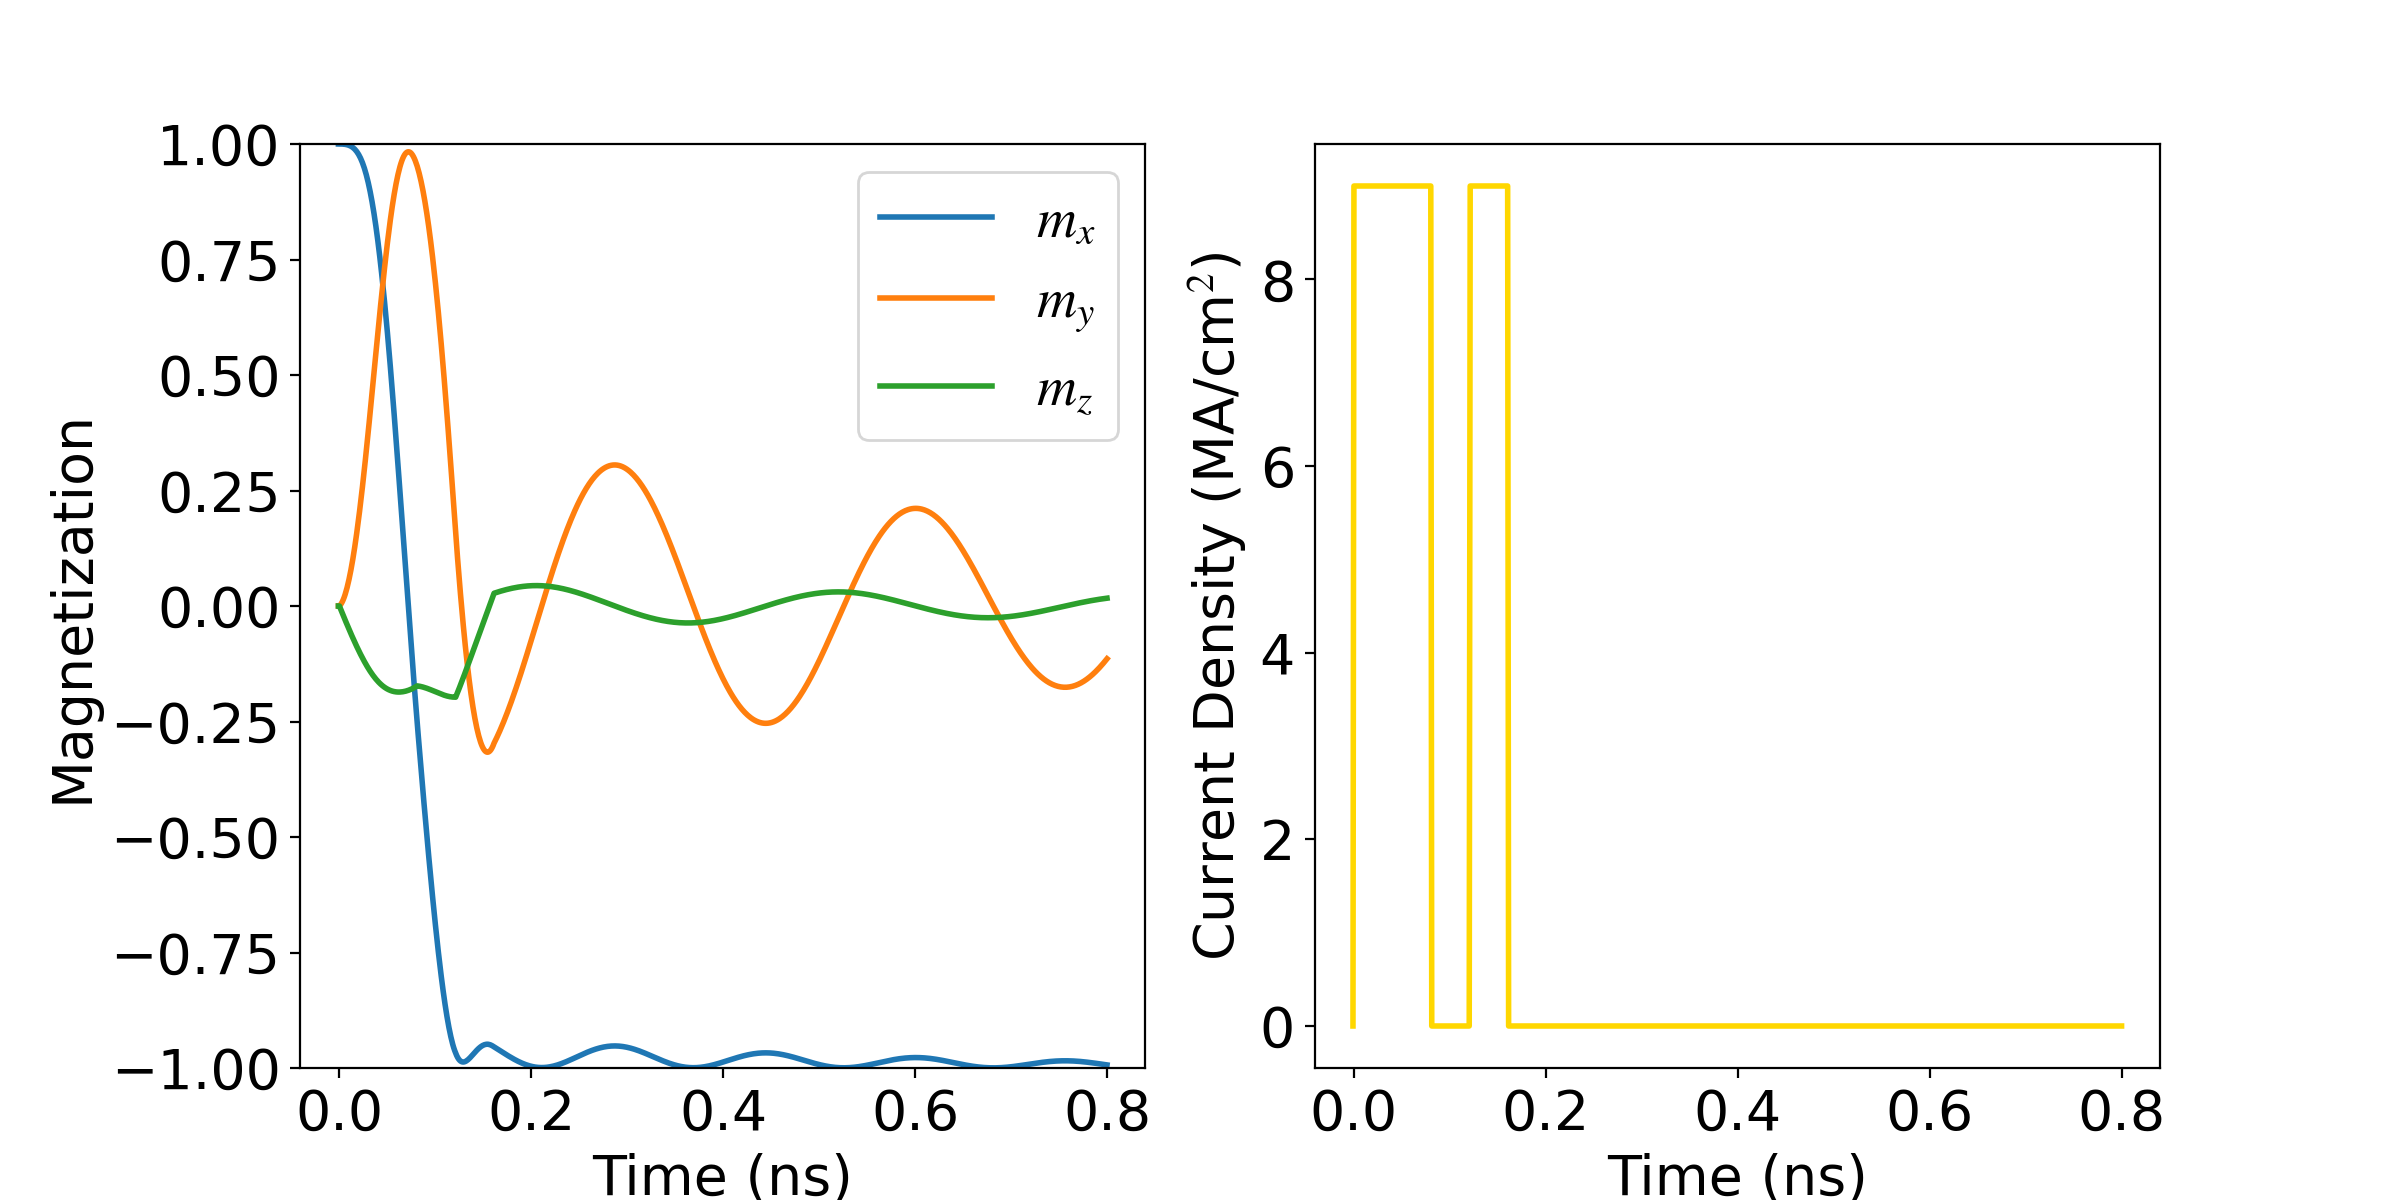 1.00
0.75
0.50
0.25
0.00
−0.25
−0.50
−0.75
−1.00
Magnetization
0.0 0.2 0.4 0.6 0.8
Time (ns)
m_x
m_y
m_z
8
6
4
2
0
Current Density (MA/cm²)
0.0 0.2 0.4 0.6 0.8
Time (ns)